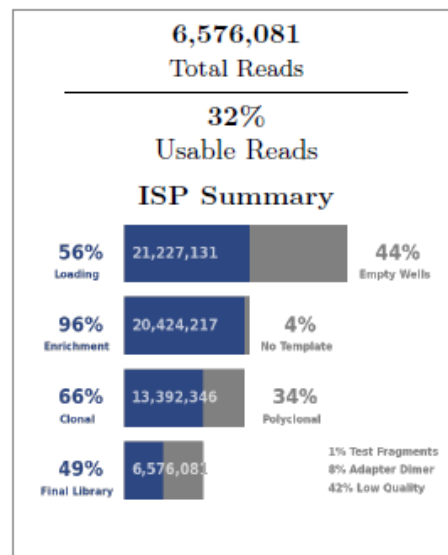 6,576,081
Total Reads
32%
Usable Reads
ISP Summary
56%
Loading
21,227,131
44%
Empty Wells
96%
Enrichment
20,424,217
4%
No Template
66%
Clonal
13,392,346
34%
Polyclonal
49%
Final Library
6,576,081
1% Test Fragments
8% Adapter Dimer
42% Low Quality